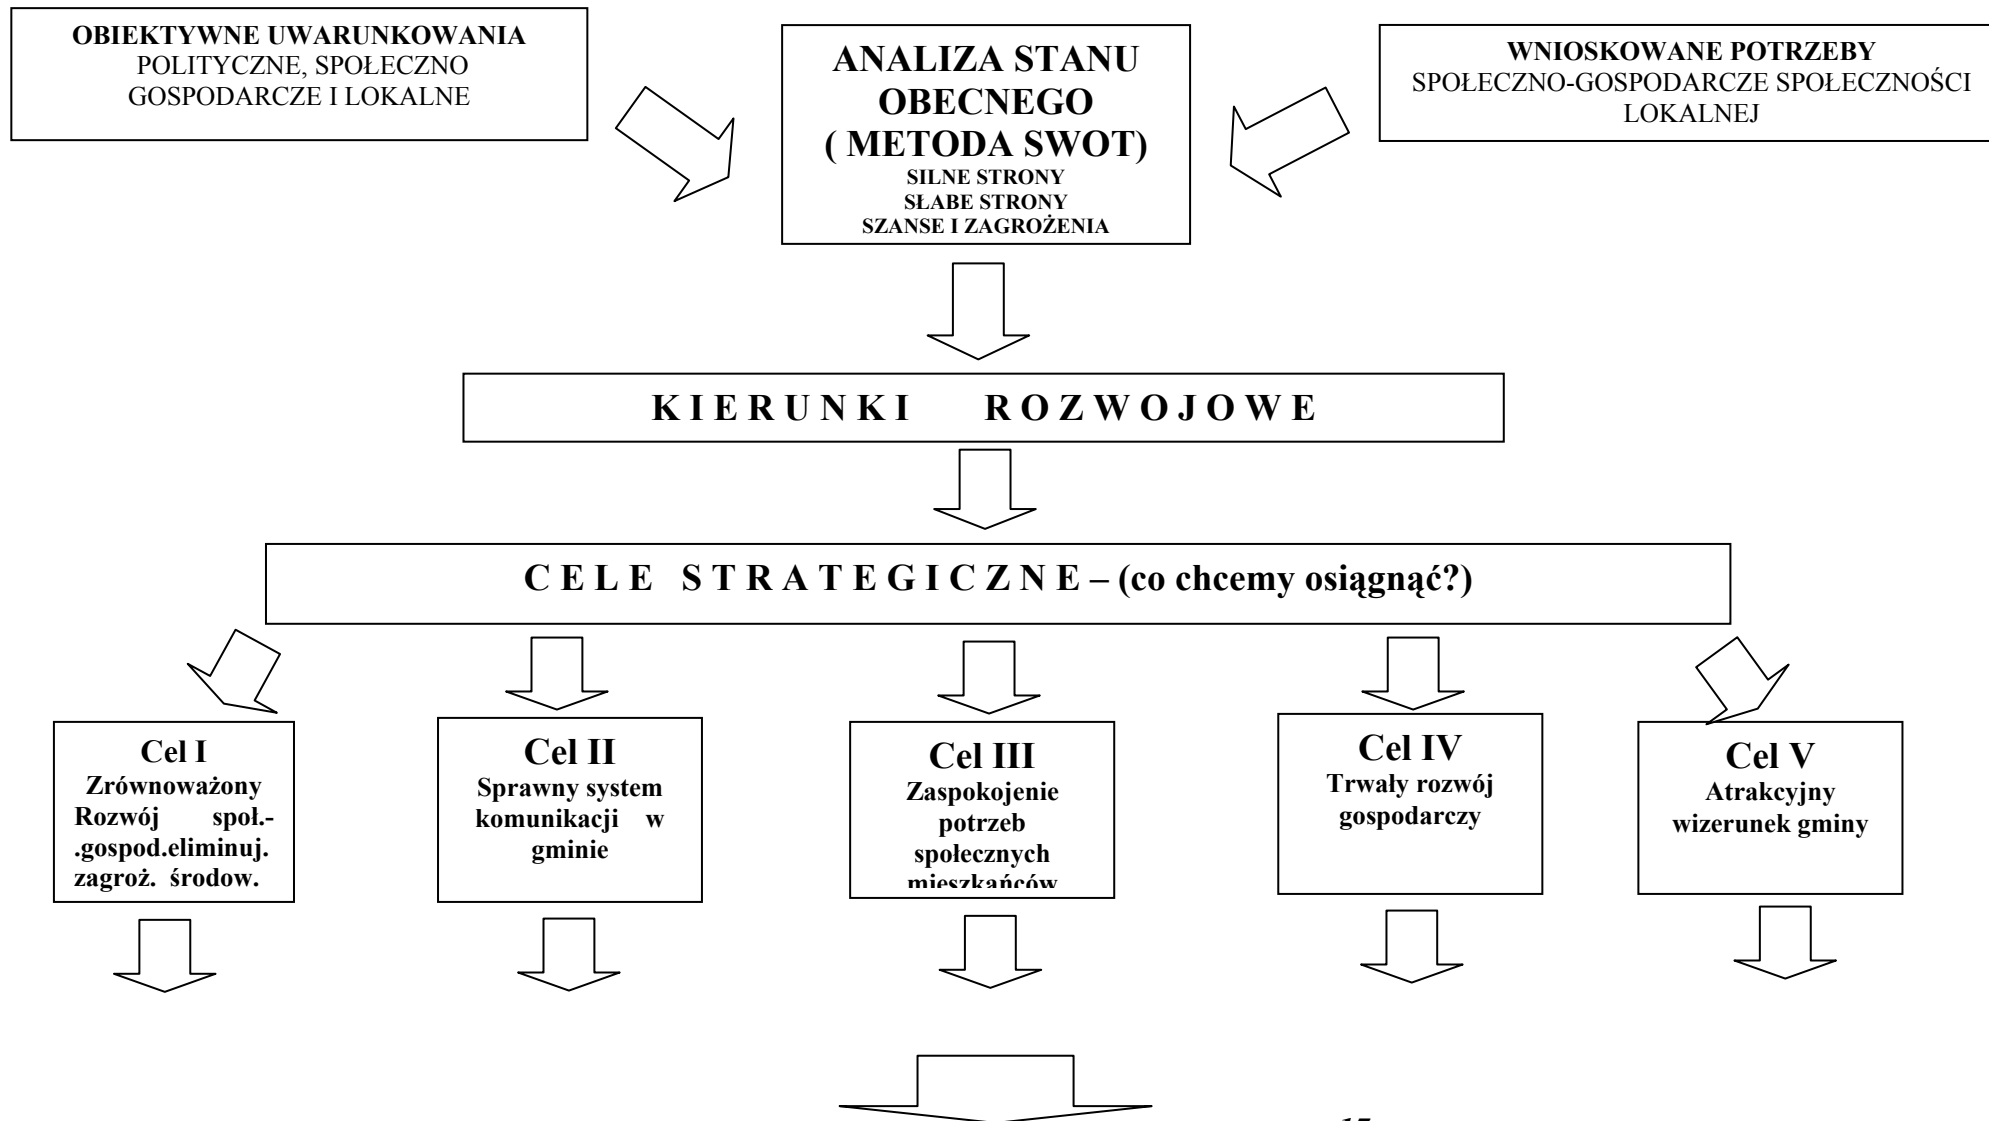 OBIEKTYWNE UWARUNKOWANIA
POLITYCZNE, SPOŁECZNO
GOSPODARCZE I LOKALNE
ANALIZA STANU
OBECNEGO
( METODA SWOT)
SILNE STRONY
SŁABE STRONY
SZANSE I ZAGROŻENIA
WNIOSKOWANE POTRZEBY
SPOŁECZNO-GOSPODARCZE SPOŁECZNOŚCI
LOKALNEJ
K I E R U N K I R O Z W O J O W E
C E L E S T R A T E G I C Z N E – (co chcemy osiągnąć?)
Cel I
Zrównoważony
Rozwój społ.-
.gospod.eliminuj.
zagroż. środow.
Cel II
Sprawny system
komunikacji w
gminie
Cel III
Zaspokojenie
potrzeb
społecznych
mieszkańców
Cel IV
Trwały rozwój
gospodarczy
Cel V
Atrakcyjny
wizerunek gminy